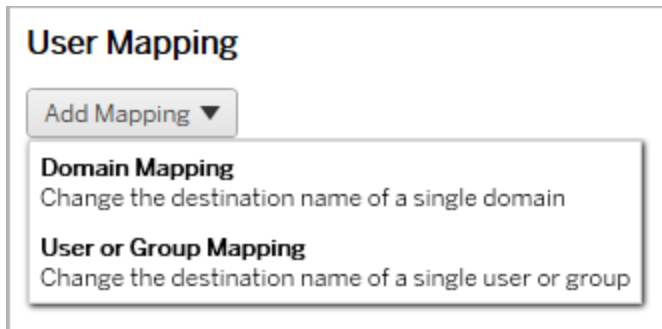 User Mapping
Add Mapping
Domain Mapping
Change the destination name of a single domain
User or Group Mapping
Change the destination name of a single user or group